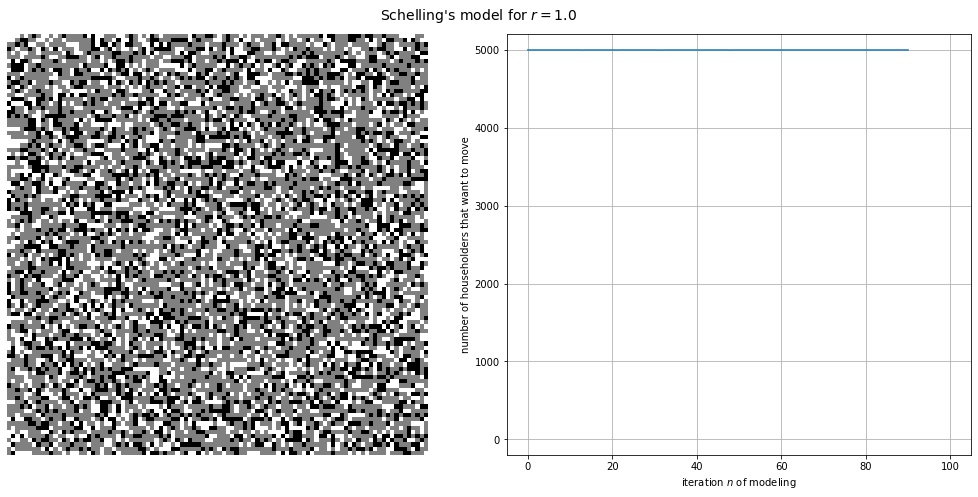 Schelling's model for r = 1.0
number of householders that want to move
5000
4000
3000
2000
1000
0
0 20 40 60 80 100
iteration n of modeling